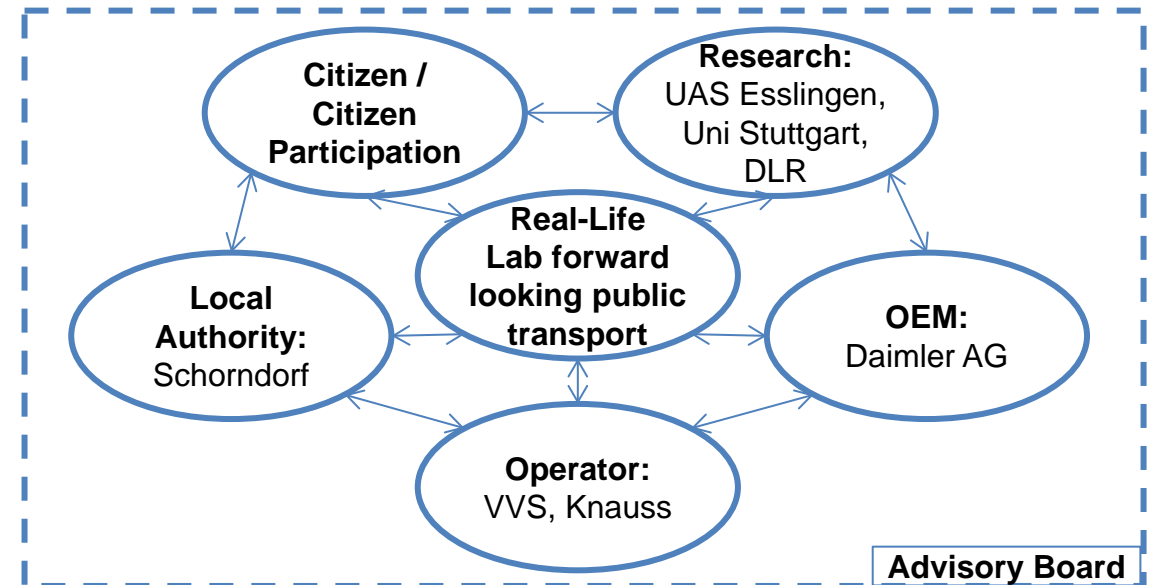 Citizen /
Citizen
Participation
Research:
UAS Esslingen,
Uni Stuttgart,
DLR
Real-Life
Lab forward
looking public
transport
Local
Authority:
Schorndorf
OEM:
Daimler AG
Operator:
VVS, Knauss
Advisory Board